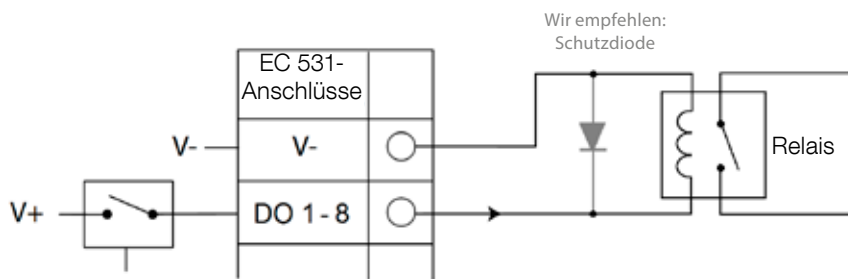 Wir empfehlen:
Schutzdiode
EC 531-
Anschlüsse
V- V-
Relais
V+ DO 1 - 8